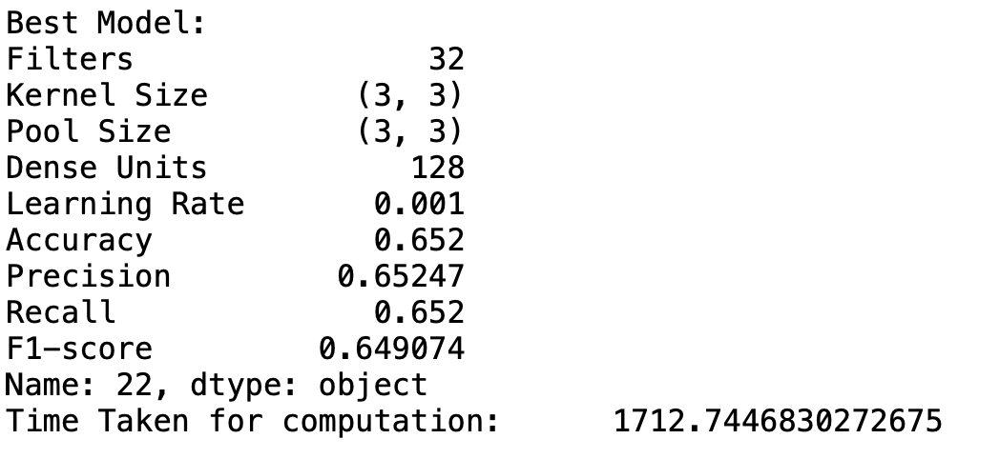 Best Model:
Filters 32
Kernel Size (3, 3)
Pool Size (3, 3)
Dense Units 128
Learning Rate 0.001
Accuracy 0.652
Precision 0.65247
Recall 0.652
F1-score 0.649074
Name: 22, dtype: object
Time Taken for computation: 1712.7446830272675